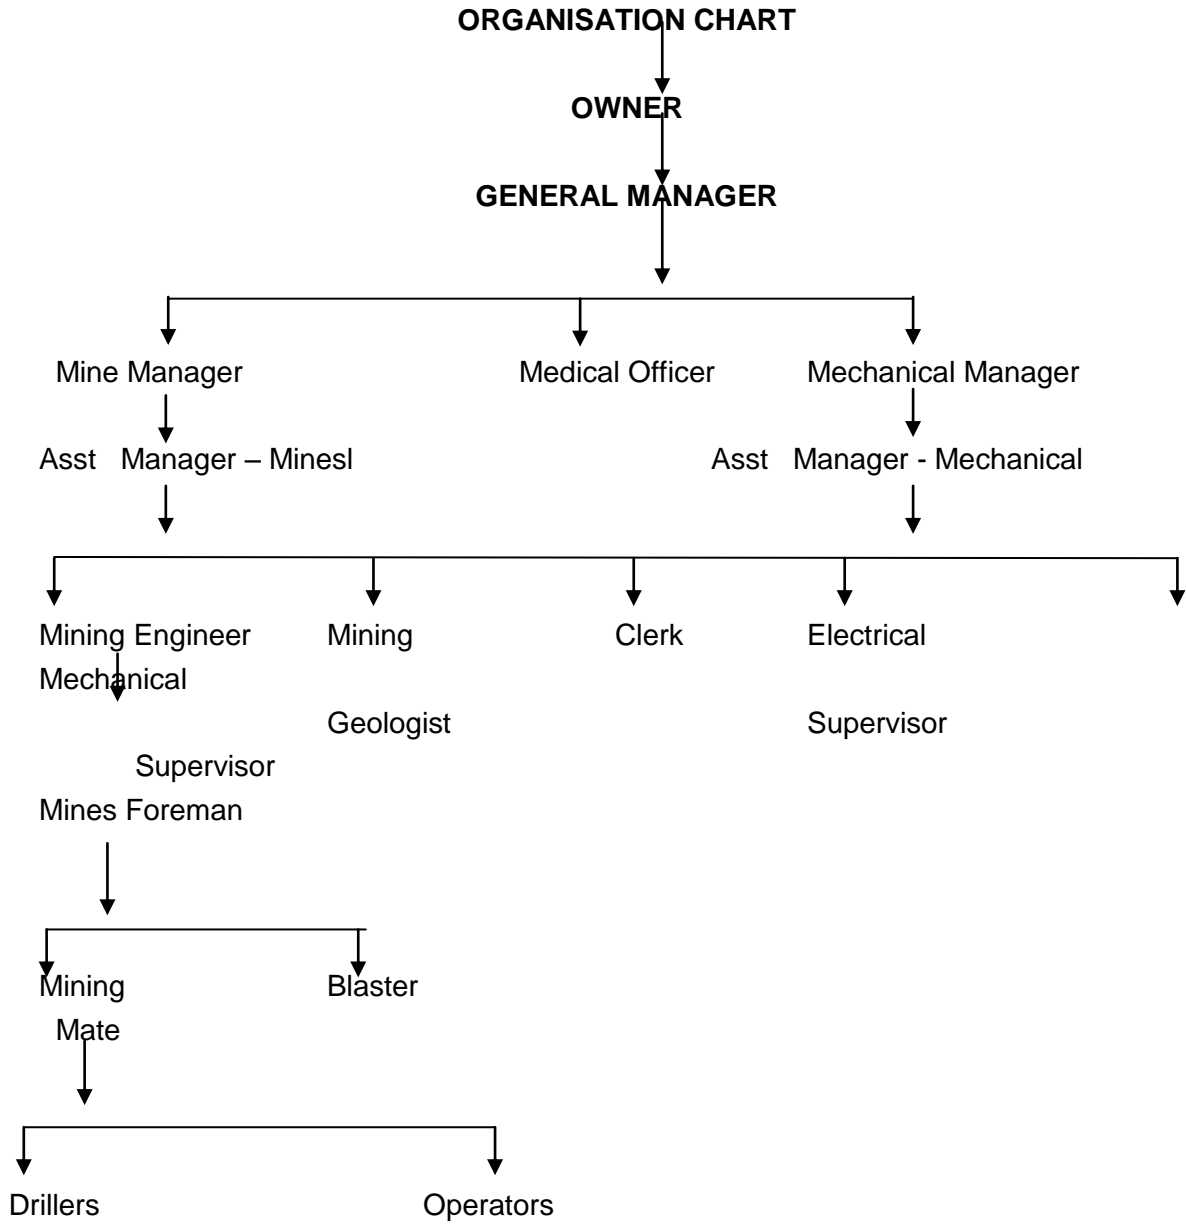 ORGANISATION CHART
OWNER
GENERAL MANAGER
Mine Manager Medical Officer Mechanical Manager
Asst Manager – Minesl Asst Manager - Mechanical
Mining Engineer Mining Clerk Electrical
Mechanical
Geologist Supervisor
Supervisor
Mines Foreman
Mining Blaster
Mate
Drillers Operators